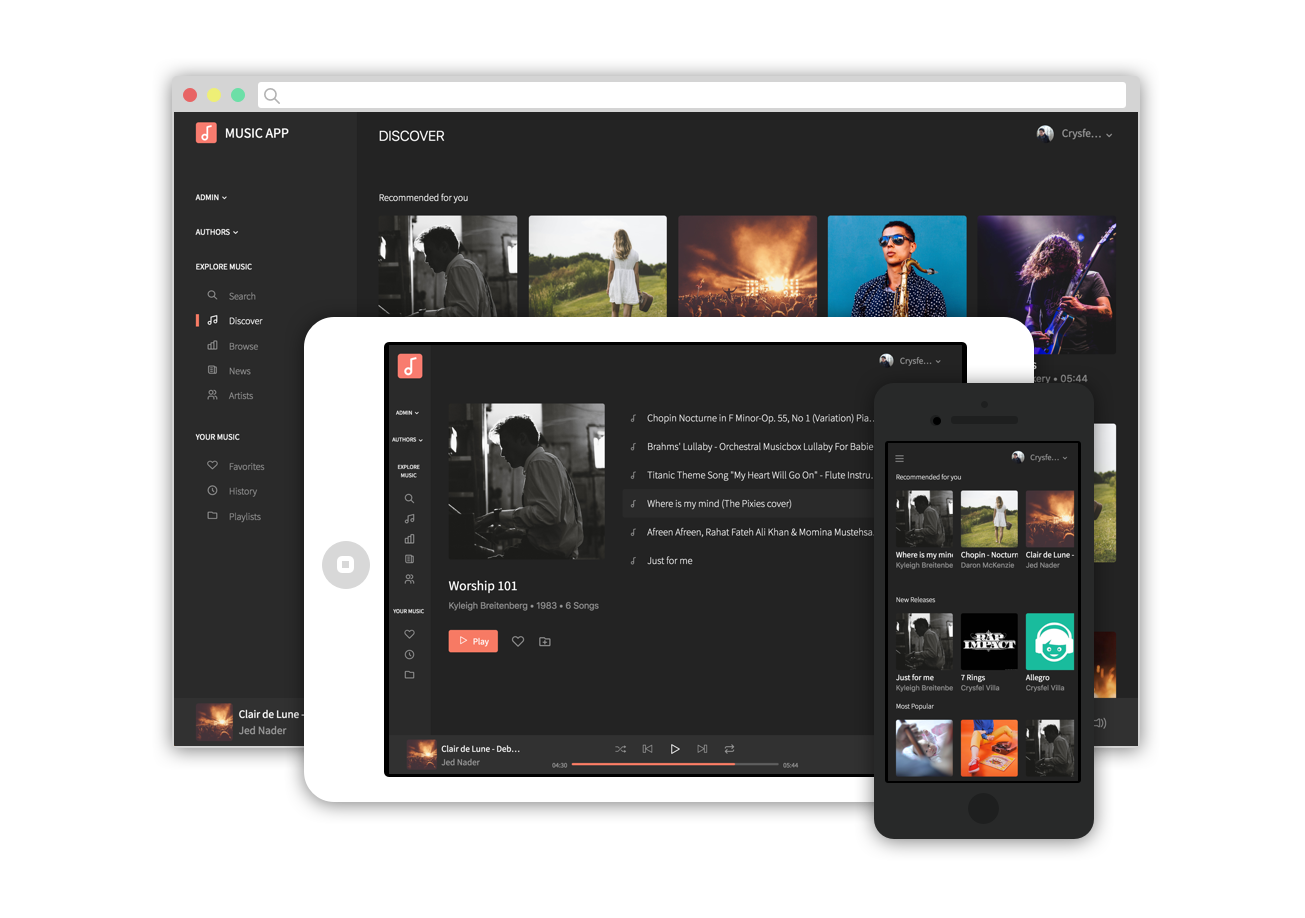 MUSIC APP
DISCOVER
Crysfe...
ADMIN
AUTHORS
EXPLORE MUSIC
Search
Discover
Browse
News
Artists
YOUR MUSIC
Favorites
History
Playlists
Recommended for you
• 05:44
Clair de Lune -
Jed Nader
Crysfe...
ADMIN
AUTHORS
EXPLORE
MUSIC
YOUR MUSIC
Worship 101
Kyleigh Breitenberg • 1983 • 6 Songs
Play
Chopin Nocturne in F Minor-Op. 55, No 1 (Variation) Pia...
Brahms' Lullaby - Orchestral Musicbox Lullaby For Babie
Titanic Theme Song "My Heart Will Go On" - Flute Instru...
Where is my mind (The Pixies cover)
Afreen Afreen, Rahat Fateh Ali Khan & Momina Mustehsa...
Just for me
Clair de Lune - Deb...
Jed Nader
04:30
05:44
Crysfe...
Recommended for you
Where is my min
Chopin - Nocturn
Clair de Lune -
Kyleigh Breitenbe
Daron McKenzie
Jed Nader
New Releases
RAP
IMPACT
Just for me
7 Rings
Allegro
Kyleigh Breitenbe
Crysfel Villa
Crysfel Villa
Most Popular